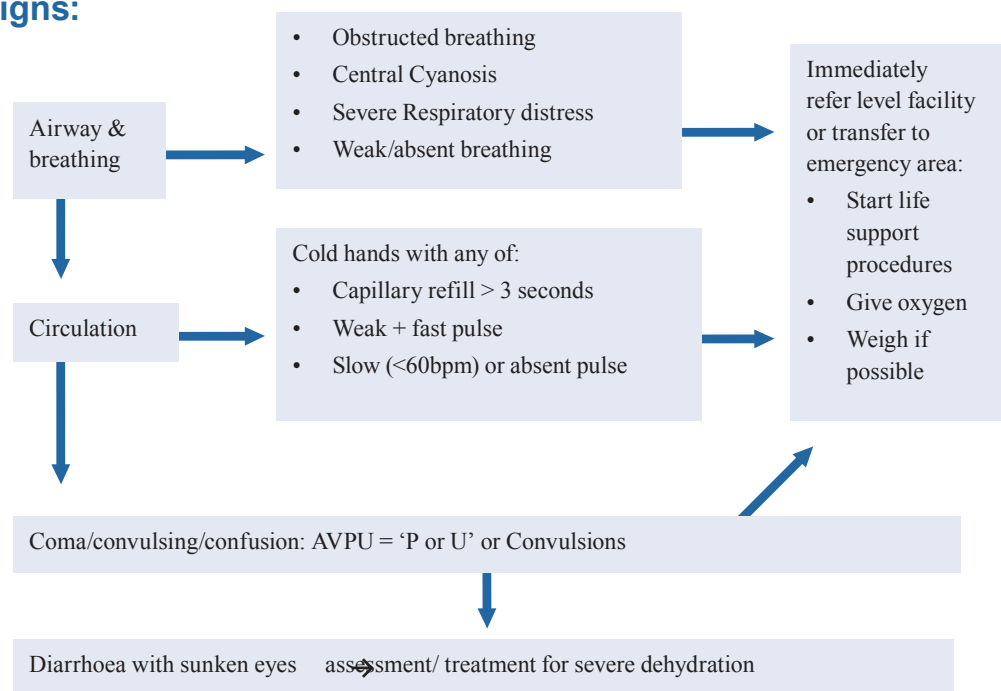 igns:
Airway &
breathing
• Obstructed breathing
• Central Cyanosis
• Severe Respiratory distress
• Weak/absent breathing
Immediately
refer level facility
or transfer to
emergency area:
• Start life
support
procedures
• Give oxygen
• Weigh if
possible
Circulation
Cold hands with any of:
• Capillary refill > 3 seconds
• Weak + fast pulse
• Slow (<60bpm) or absent pulse
Coma/convulsing/confusion: AVPU = ‘P or U’ or Convulsions
Diarrhoea with sunken eyes → assessment/ treatment for severe dehydration